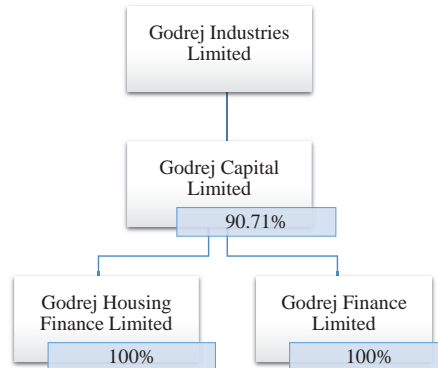 Godrej Industries
Limited
Godrej Capital
Limited
90.71%
Godrej Housing
Finance Limited
100%
Godrej Finance
Limited
100%